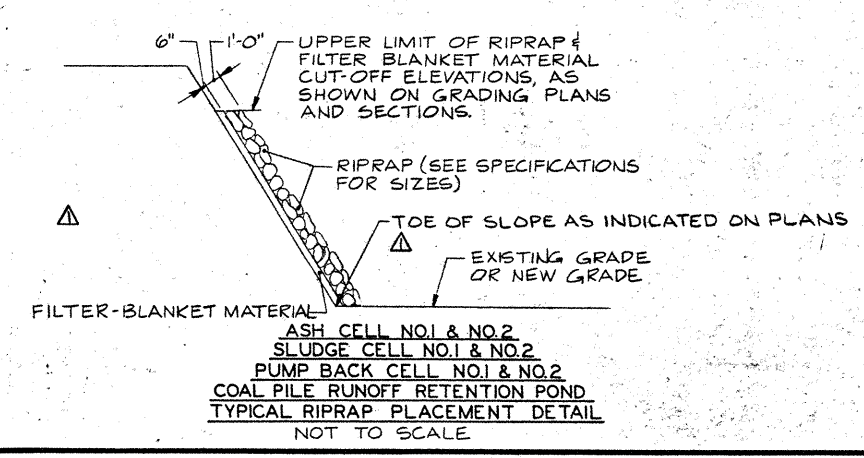 6" 1'-0"
UPPER LIMIT OF RIPRAP &
FILTER BLANKET MATERIAL
CUT-OFF ELEVATIONS, AS
SHOWN ON GRADING PLANS
AND SECTIONS.
RIPRAP (SEE SPECIFICATIONS
FOR SIZES)
1
TOE OF SLOPE AS INDICATED ON PLANS
1
EXISTING GRADE
OR NEW GRADE
FILTER-BLANKET MATERIAL
ASH CELL NO.1 & NO.2
SLUDGE CELL NO.1 & NO.2
PUMP BACK CELL NO.1 & NO.2
COAL PILE RUNOFF RETENTION POND
TYPICAL RIPRAP PLACEMENT DETAIL
NOT TO SCALE